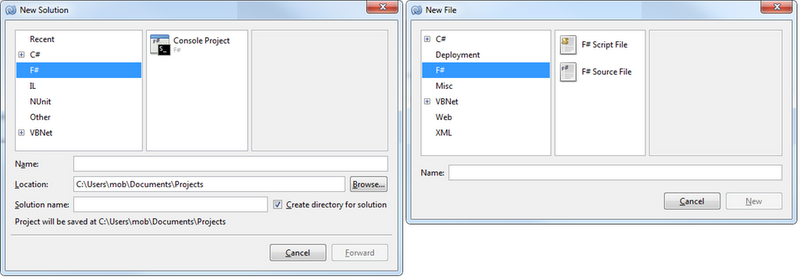 New Solution
Recent
C#
F#
IL
NUnit
Other
VBNet
Console Project
F#
Name:
Location: C:\Users\mob\Documents\Projects Browse...
Solution name: Create directory for solution
Project will be saved at C:\Users\mob\Documents\Projects
Cancel Forward
New File
C#
Deployment
F#
Misc
VBNet
Web
XML
F# Script File
F# Source File
Name:
Cancel New